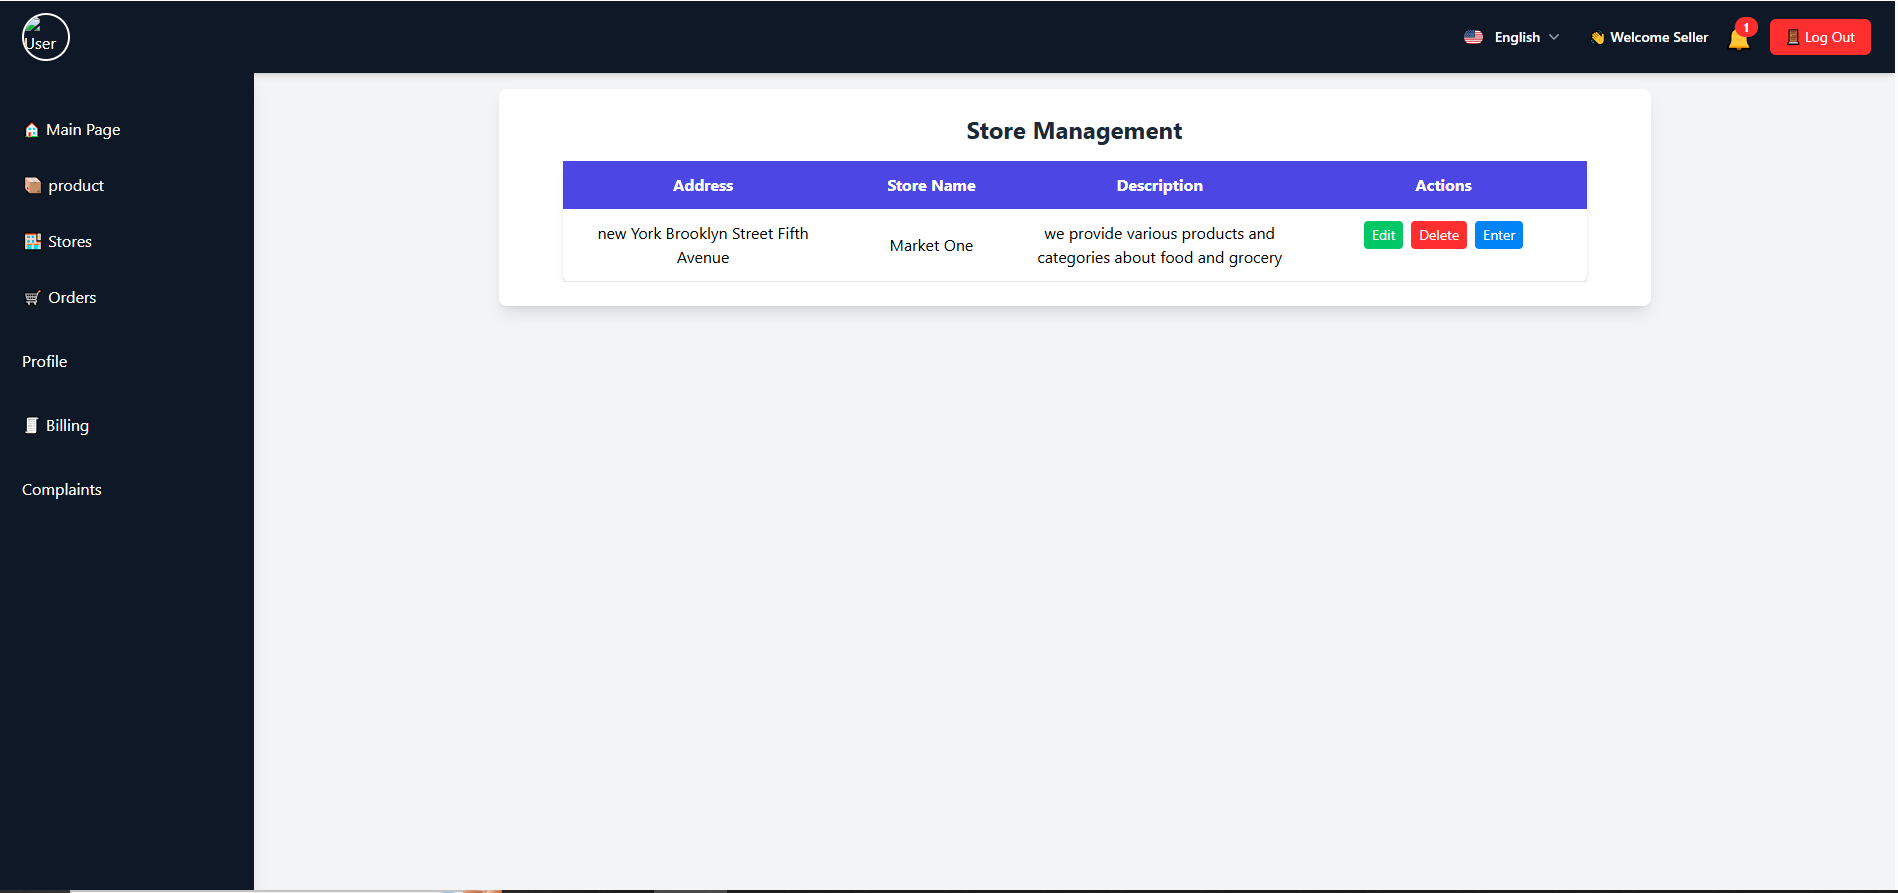 User
English
Welcome Seller
1
Log Out
Main Page
product
Stores
Orders
Profile
Billing
Complaints
Store Management
Address Store Name Description Actions
new York Brooklyn Street Fifth
Avenue
Market One
we provide various products and
categories about food and grocery
Edit Delete Enter